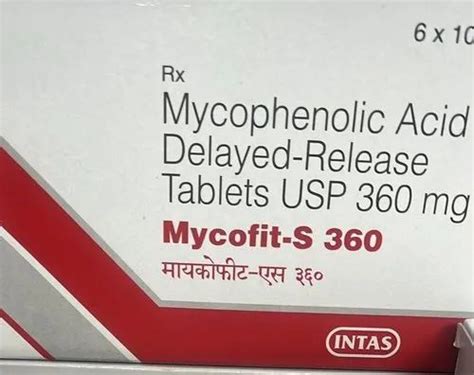 6 x 10
Rx
Mycophenolic Acid
Delayed-Release
Tablets USP 360 mg
Mycofit-S 360
मायकोफीट-एस ३६०
INTAS